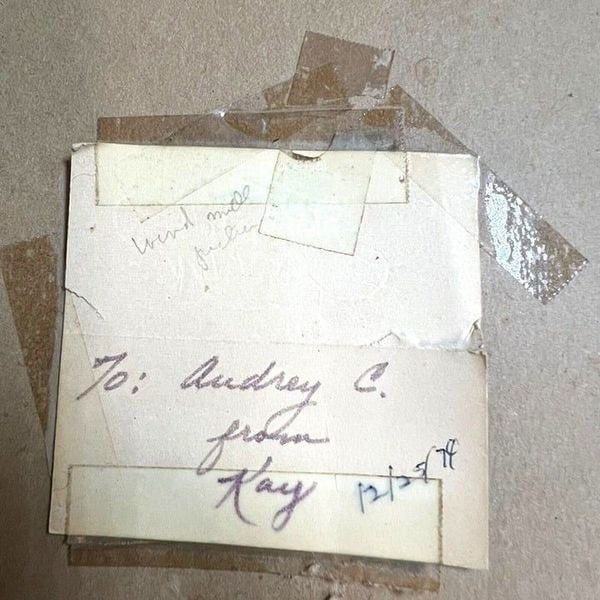 Wind mill
picture
To: Audrey C.
from
Kay
12/25/74